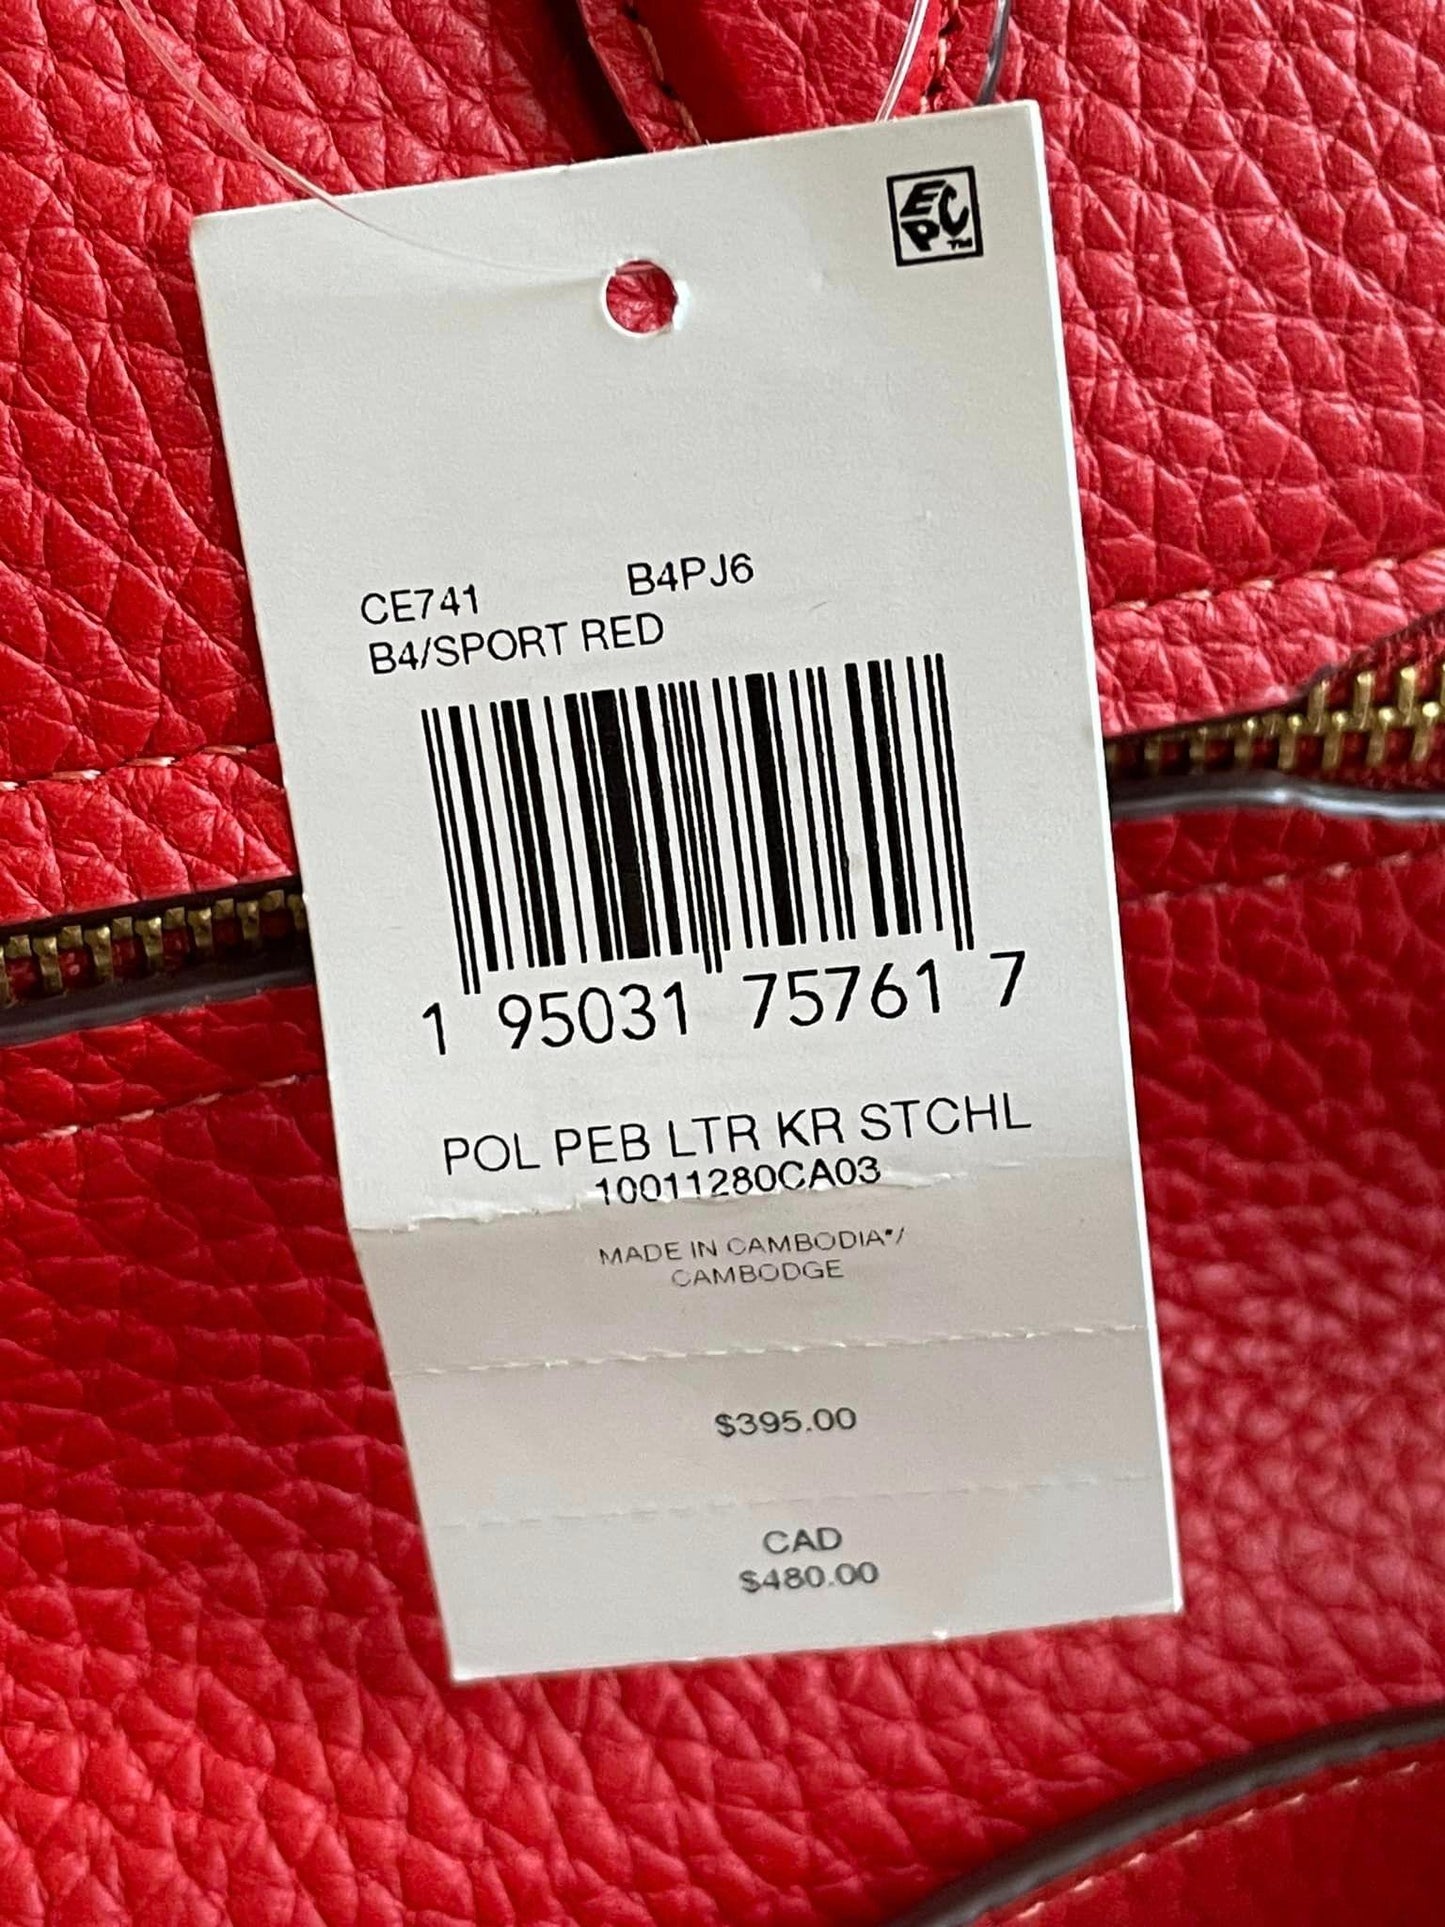 EPC™
CE741 B4PJ6
B4/SPORT RED
1 95031 75761 7
POL PEB LTR KR STCHL
10011280CA03
MADE IN CAMBODIA*/
CAMBODGE
$395.00
CAD
$480.00